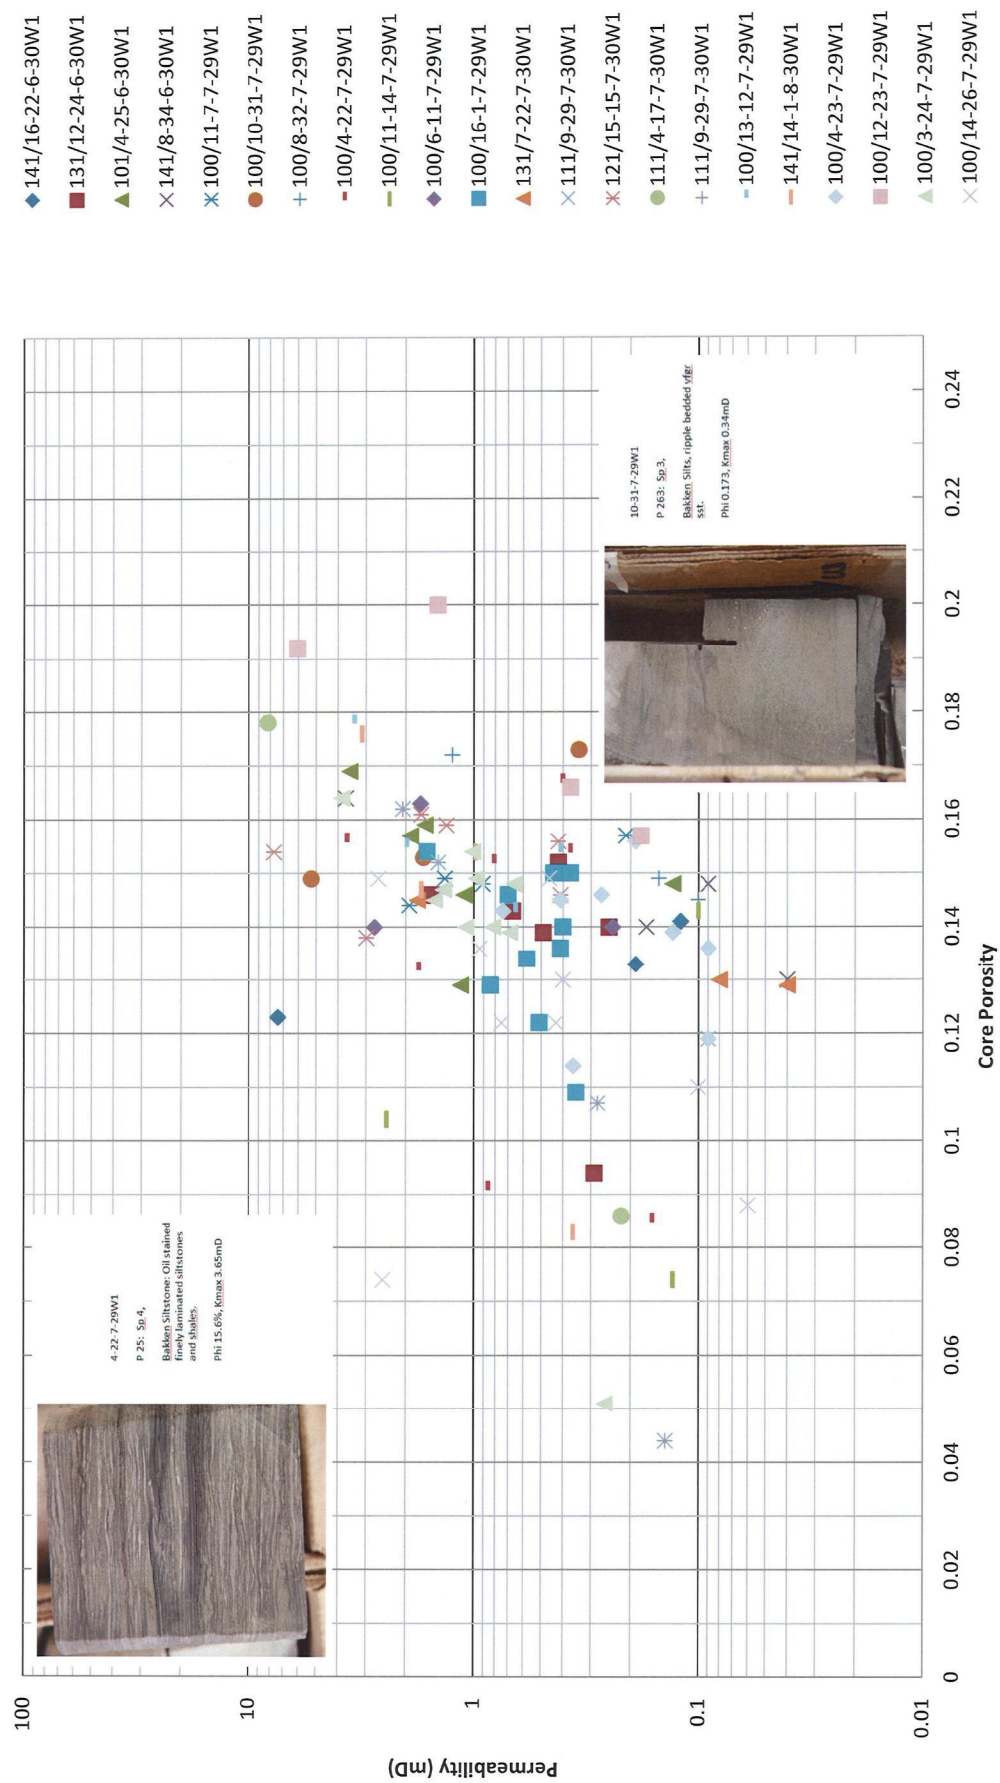 100
10
1
0.1
0.01
Permeability (mD)
0
0.02
0.04
0.06
0.08
0.1
0.12
0.14
0.16
0.18
0.2
0.22
0.24
Core Porosity
4-22-7-29W1
P 25: Sp 4,
Bakken Siltstone: Oil stained
finely laminated siltstones
and shales.
Phi 15.6%, Kmax 3.65mD
10-31-7-29W1
P 263: Sp 3,
Bakken Silts, ripple bedded vfgr
sst.
Phi 0.173, Kmax 0.34mD
141/16-22-6-30W1
131/12-24-6-30W1
101/4-25-6-30W1
141/8-34-6-30W1
100/11-7-7-29W1
100/10-31-7-29W1
100/8-32-7-29W1
100/4-22-7-29W1
100/11-14-7-29W1
100/6-11-7-29W1
100/16-1-7-29W1
131/7-22-7-30W1
111/9-29-7-30W1
121/15-15-7-30W1
111/4-17-7-30W1
111/9-29-7-30W1
100/13-12-7-29W1
141/14-1-8-30W1
100/4-23-7-29W1
100/12-23-7-29W1
100/3-24-7-29W1
100/14-26-7-29W1